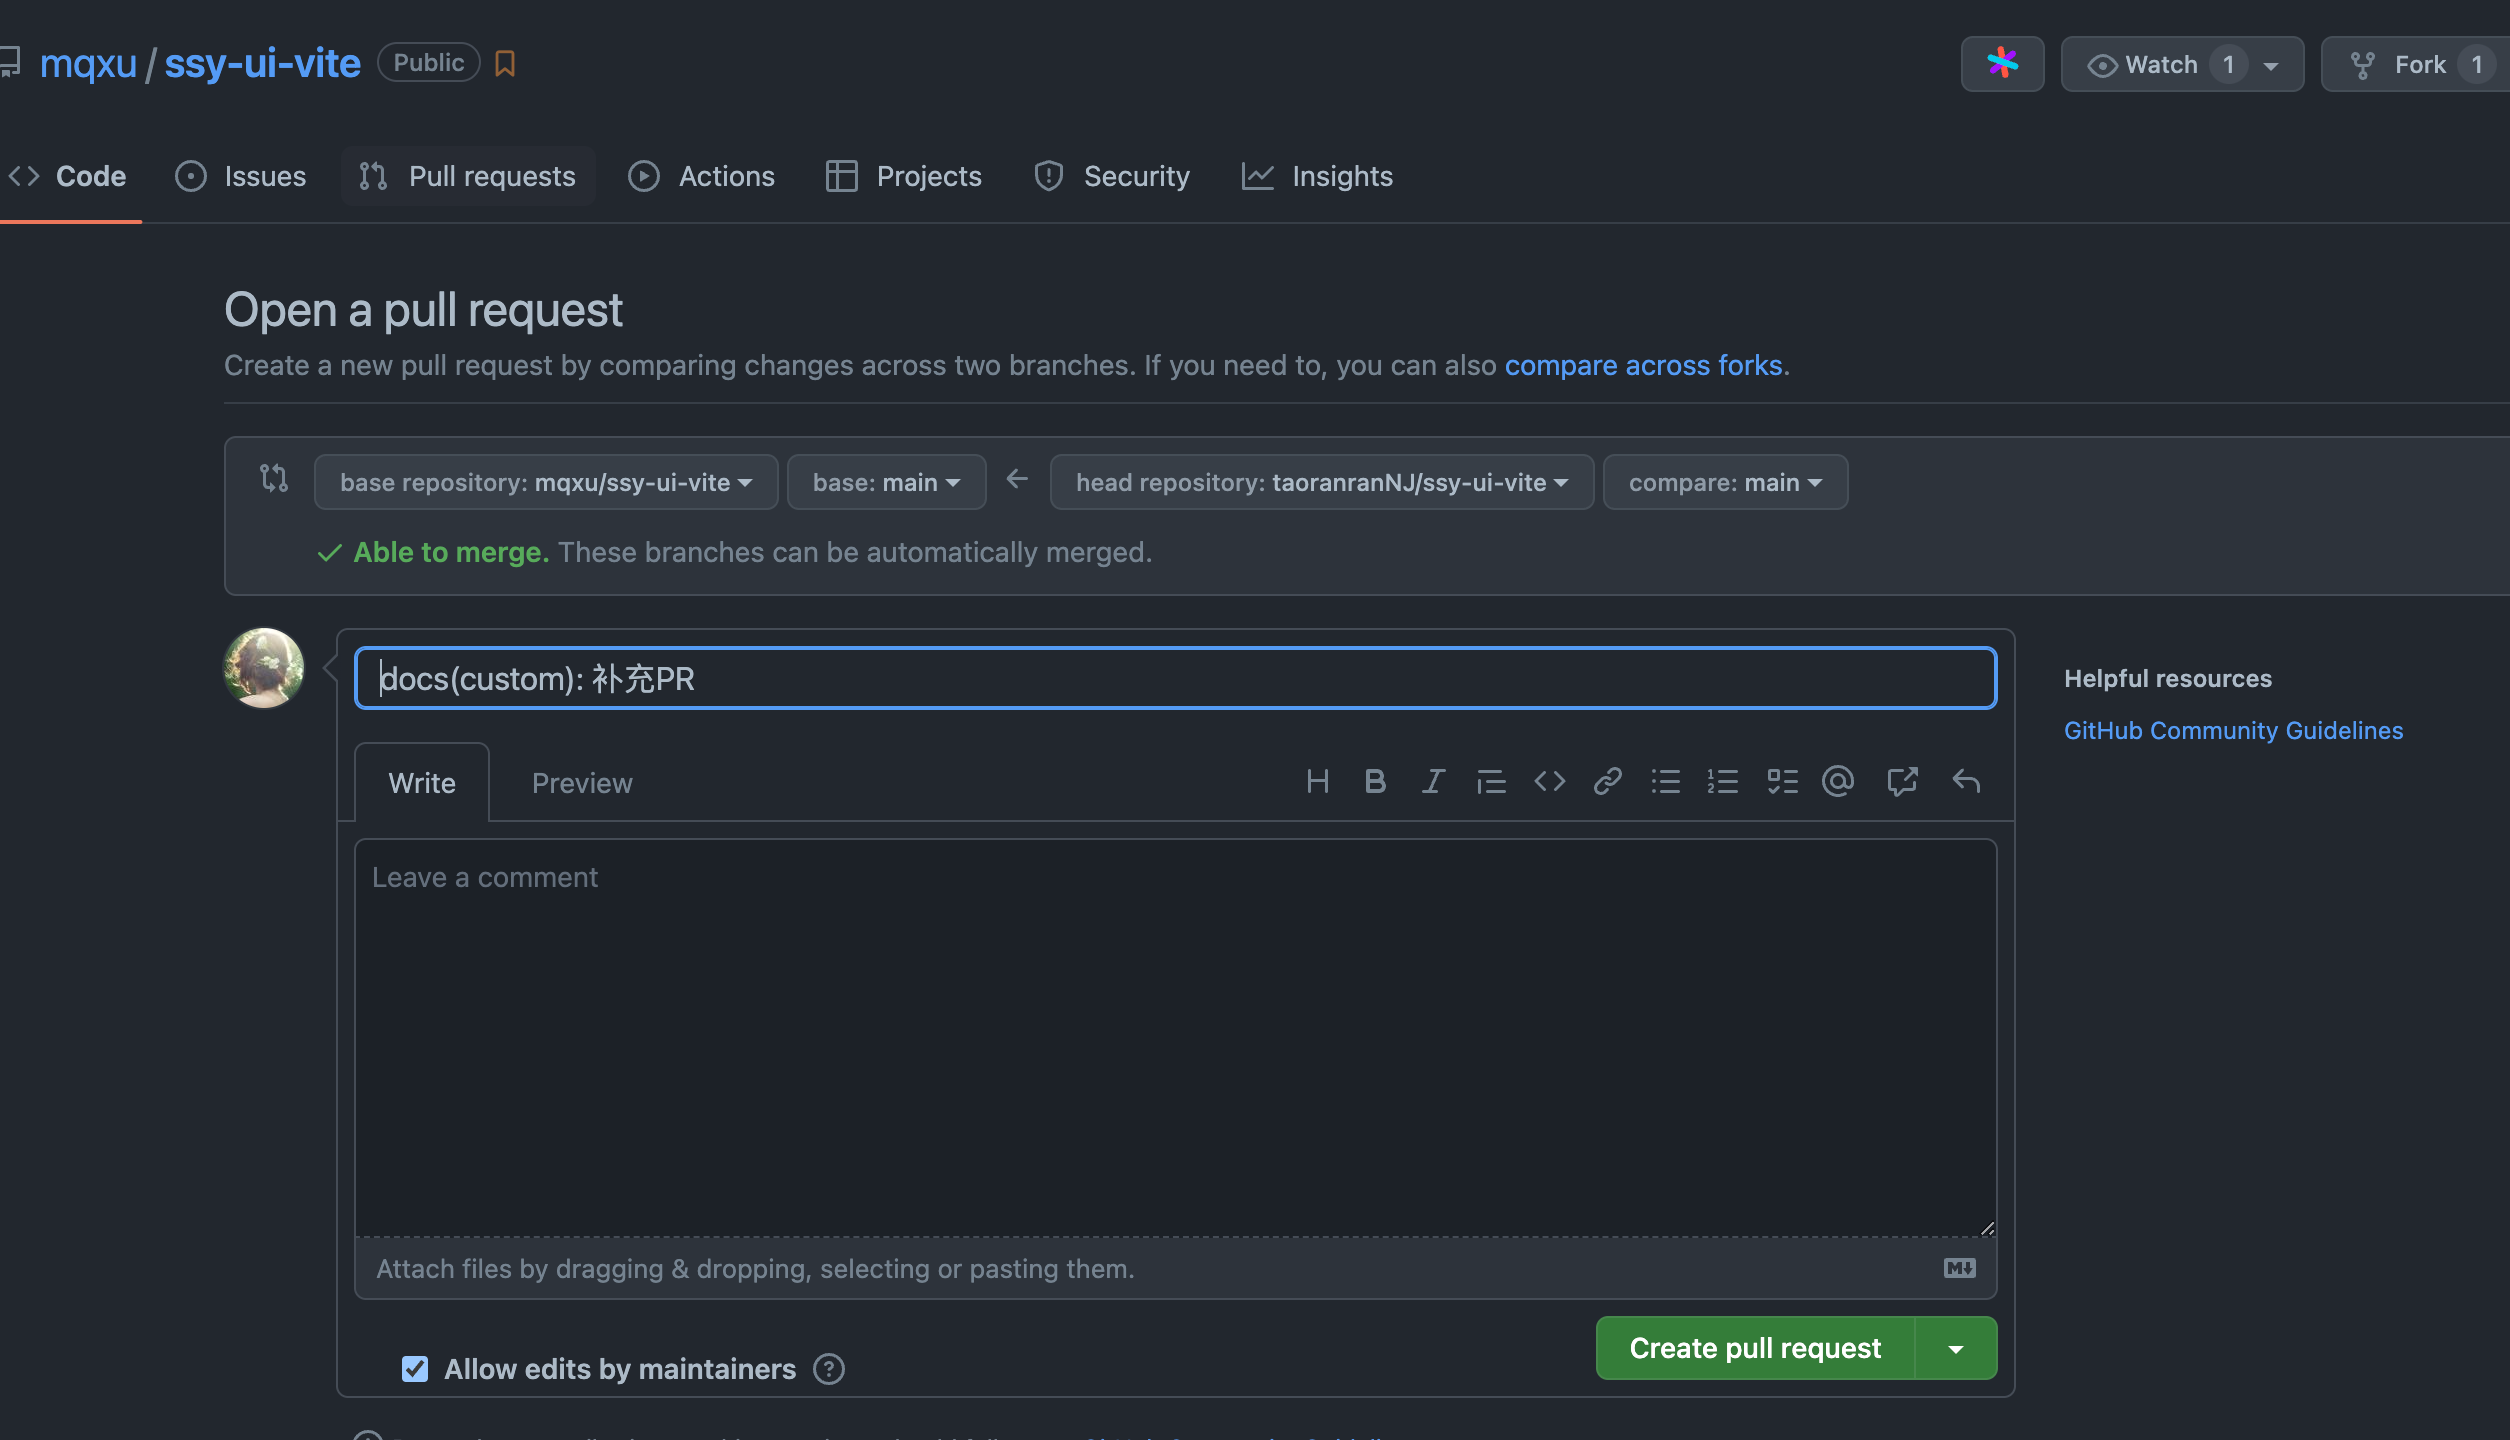 mqxu / ssy-ui-vite Public
Watch 1
Fork 1
Code Issues Pull requests Actions Projects Security Insights
Open a pull request
Create a new pull request by comparing changes across two branches. If you need to, you can also compare across forks.
base repository: mqxu/ssy-ui-vite base: main ← head repository: taoranranNJ/ssy-ui-vite compare: main
Able to merge. These branches can be automatically merged.
docs(custom): 补充PR
Helpful resources
GitHub Community Guidelines
Write Preview
Leave a comment
Attach files by dragging & dropping, selecting or pasting them.
Allow edits by maintainers
Create pull request